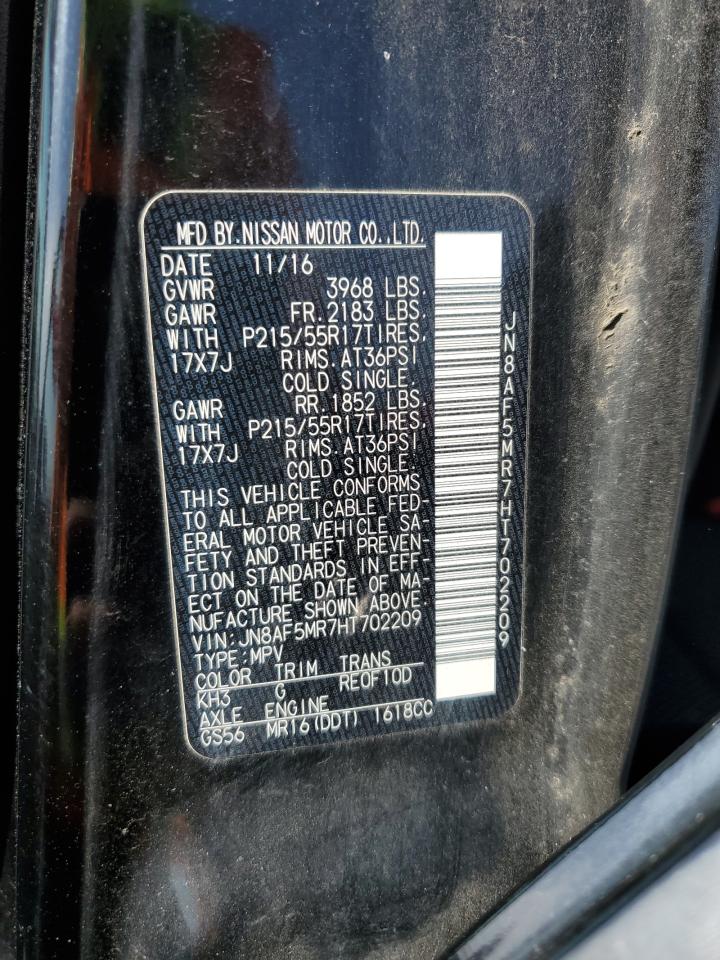 MFD BY.NISSAN MOTOR CO.,LTD.
DATE 11/16
GVWR 3968 LBS.
GAWR FR.2183 LBS.
WITH P215/55R17TIRES,
17X7J RIMS.AT36PSI
COLD SINGLE.
GAWR RR.1852 LBS.
WITH P215/55R17TIRES,
17X7J RIMS.AT36PSI
COLD SINGLE.
THIS VEHICLE CONFORMS
TO ALL APPLICABLE FED-
ERAL MOTOR VEHICLE SA-
FETY AND THEFT PREVEN-
TION STANDARDS IN EFF-
ECT ON THE DATE OF MA-
NUFACTURE SHOWN ABOVE.
VIN:JN8AF5MR7HT702209
TYPE:MPV
COLOR TRIM TRANS
KH3 G RE0F10D
AXLE ENGINE
GS56 MR16(DDT) 1618CC
JN8AF5MR7HT702209